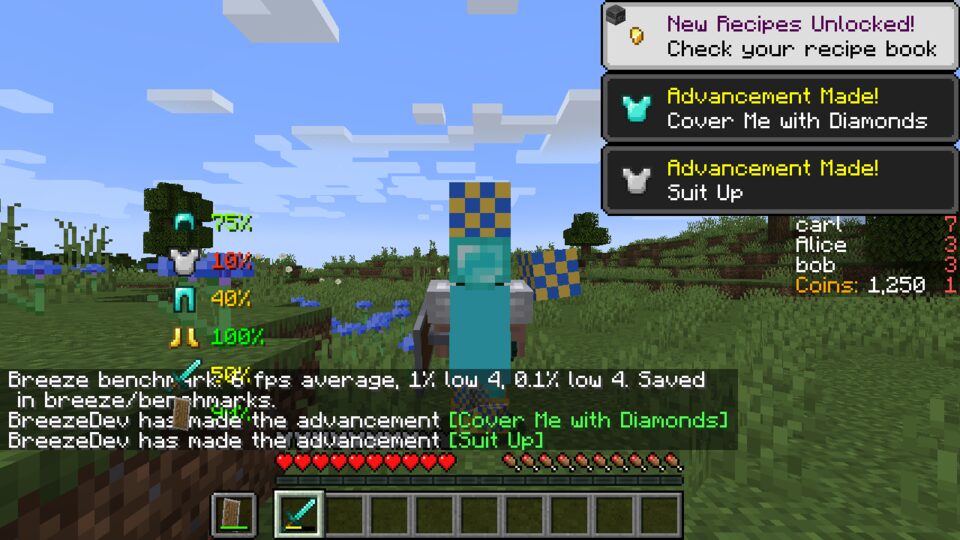 New Recipes Unlocked!
Check your recipe book
Advancement Made!
Cover Me with Diamonds
Advancement Made!
Suit Up
carl 7
Alice 3
bob 3
Coins: 1,250 1
75%
10%
40%
100%
50%
Breeze benchmark: 6 fps average, 1% low 4, 0.1% low 4. Saved
in breeze/benchmarks.
BreezeDev has made the advancement [Cover Me with Diamonds]
BreezeDev has made the advancement [Suit Up]